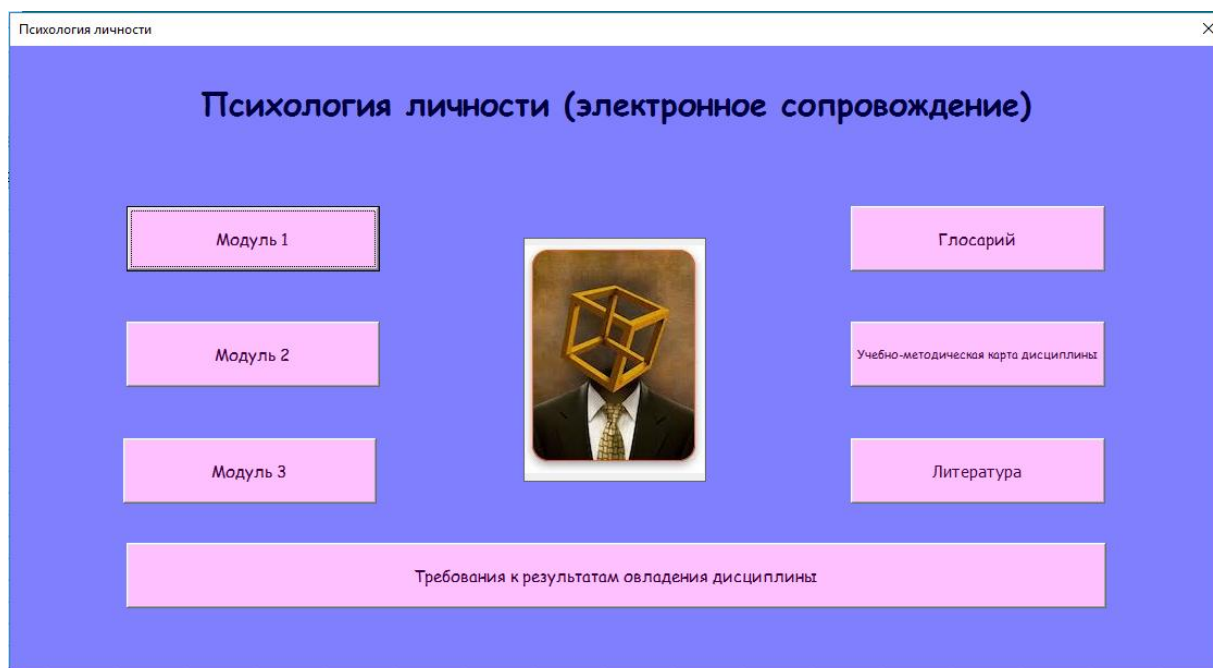 Психология личности
Психология личности (электронное сопровождение)
Модуль 1
Глосарий
Модуль 2
Учебно-методическая карта дисциплины
Модуль 3
Литература
Требования к результатам овладения дисциплины